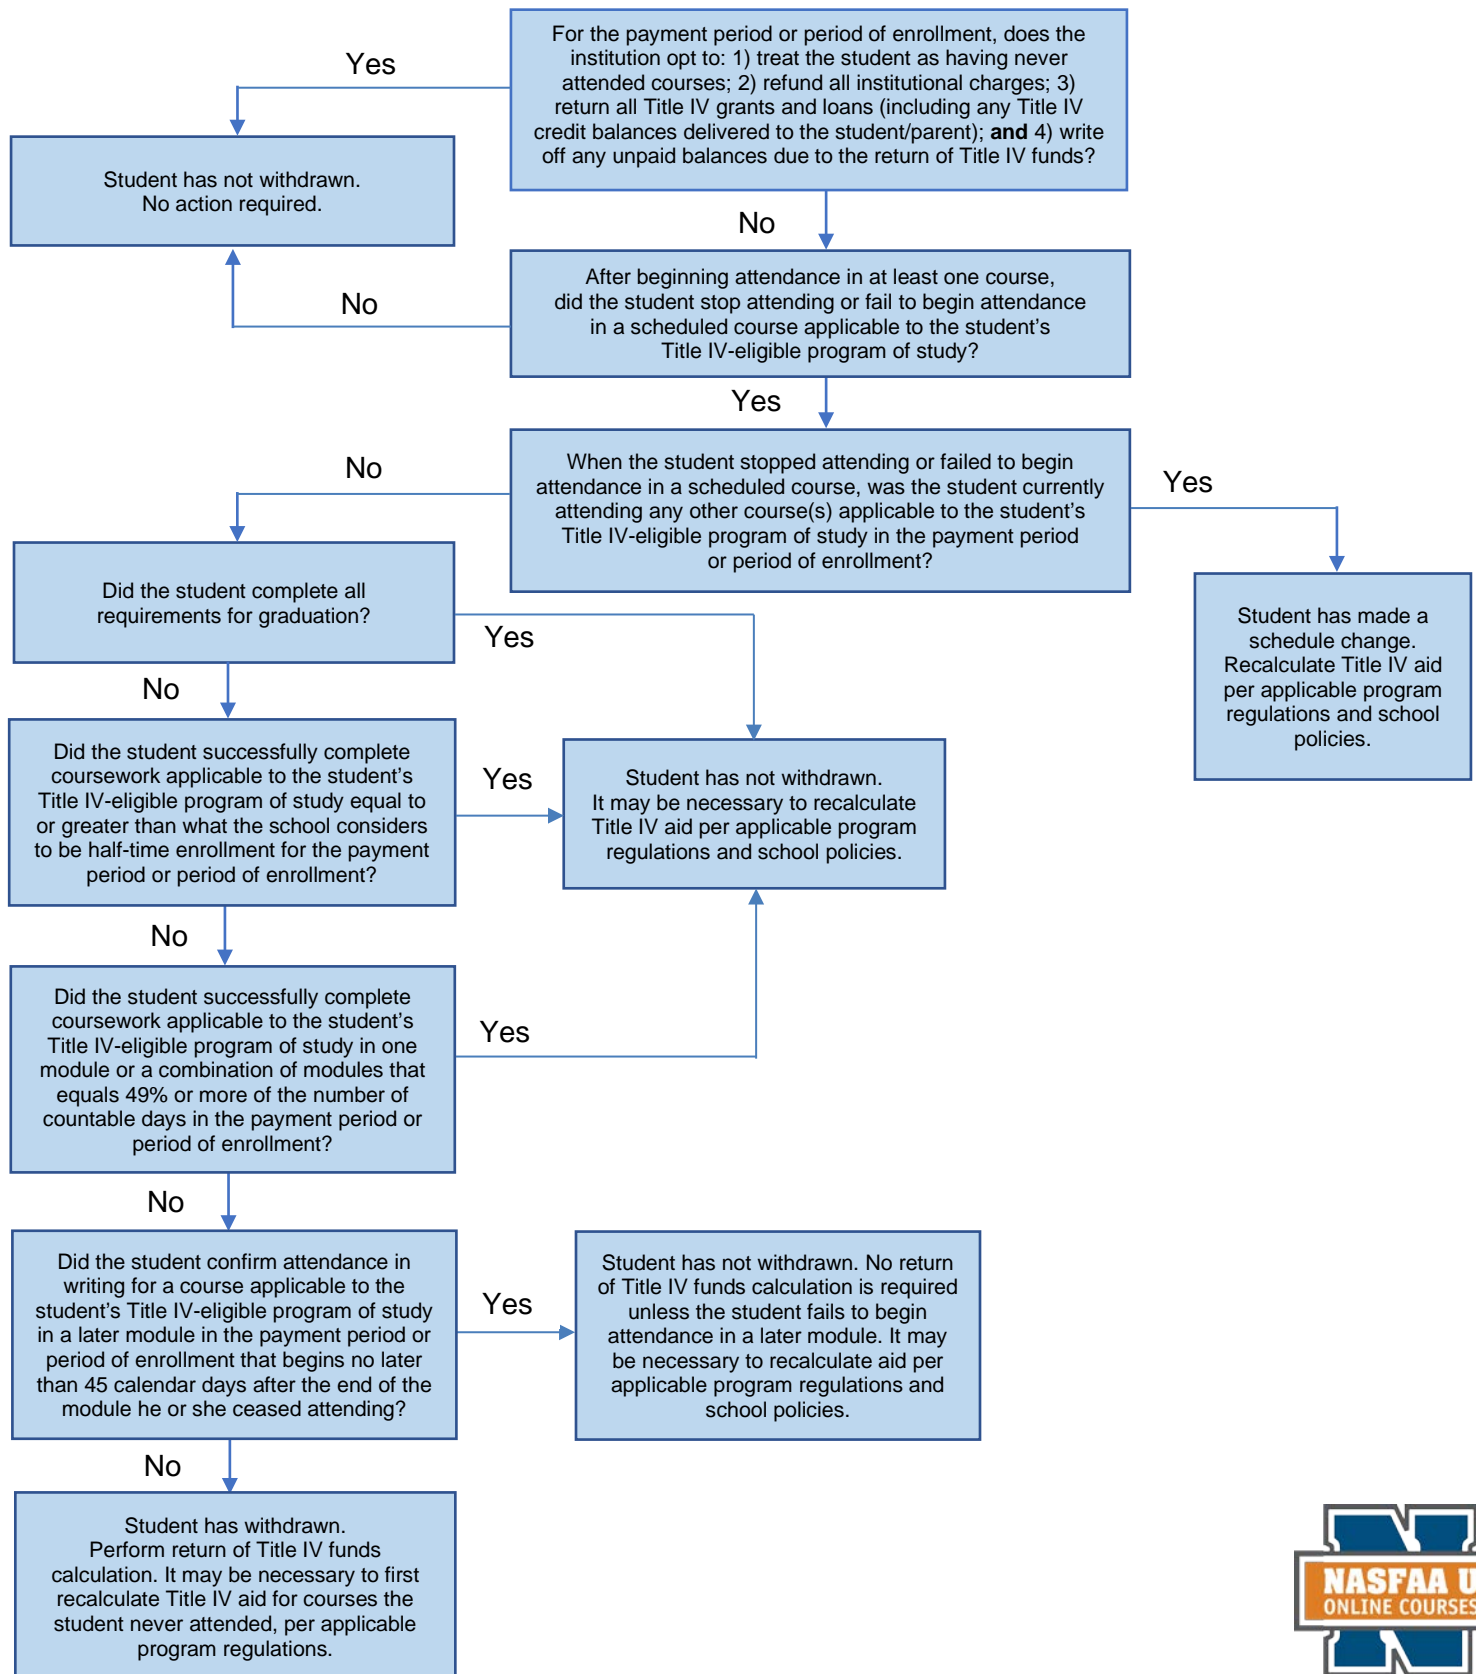 For the payment period or period of enrollment, does the
institution opt to: 1) treat the student as having never
attended courses; 2) refund all institutional charges; 3)
return all Title IV grants and loans (including any Title IV
credit balances delivered to the student/parent); and 4) write
off any unpaid balances due to the return of Title IV funds?
Yes
Student has not withdrawn.
No action required.
No
After beginning attendance in at least one course,
did the student stop attending or fail to begin attendance
in a scheduled course applicable to the student’s
Title IV-eligible program of study?
No
Yes
When the student stopped attending or failed to begin
attendance in a scheduled course, was the student currently
attending any other course(s) applicable to the student’s
Title IV-eligible program of study in the payment period
or period of enrollment?
No
Yes
Student has made a
schedule change.
Recalculate Title IV aid
per applicable program
regulations and school
policies.
Did the student complete all
requirements for graduation?
Yes
No
Did the student successfully complete
coursework applicable to the student’s
Title IV-eligible program of study equal to
or greater than what the school considers
to be half-time enrollment for the payment
period or period of enrollment?
Yes
Student has not withdrawn.
It may be necessary to recalculate
Title IV aid per applicable program
regulations and school policies.
No
Did the student successfully complete
coursework applicable to the student’s
Title IV-eligible program of study in one
module or a combination of modules that
equals 49% or more of the number of
countable days in the payment period or
period of enrollment?
Yes
No
Did the student confirm attendance in
writing for a course applicable to the
student’s Title IV-eligible program of study
in a later module in the payment period or
period of enrollment that begins no later
than 45 calendar days after the end of the
module he or she ceased attending?
Yes
Student has not withdrawn. No return
of Title IV funds calculation is required
unless the student fails to begin
attendance in a later module. It may
be necessary to recalculate aid per
applicable program regulations and
school policies.
No
Student has withdrawn.
Perform return of Title IV funds
calculation. It may be necessary to first
recalculate Title IV aid for courses the
student never attended, per applicable
program regulations.
N
NASFAA U
ONLINE COURSES